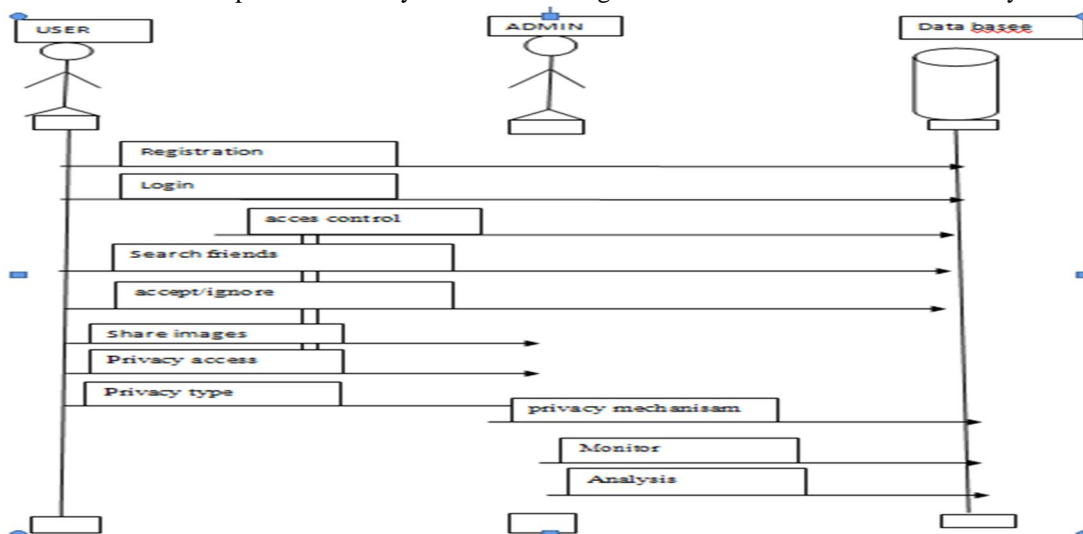 USER
ADMIN
Data basee
Registration
Login
acces control
Search friends
accept/ignore
Share images
Privacy access
Privacy type
privacy mechanisam
Monitor
Analysis